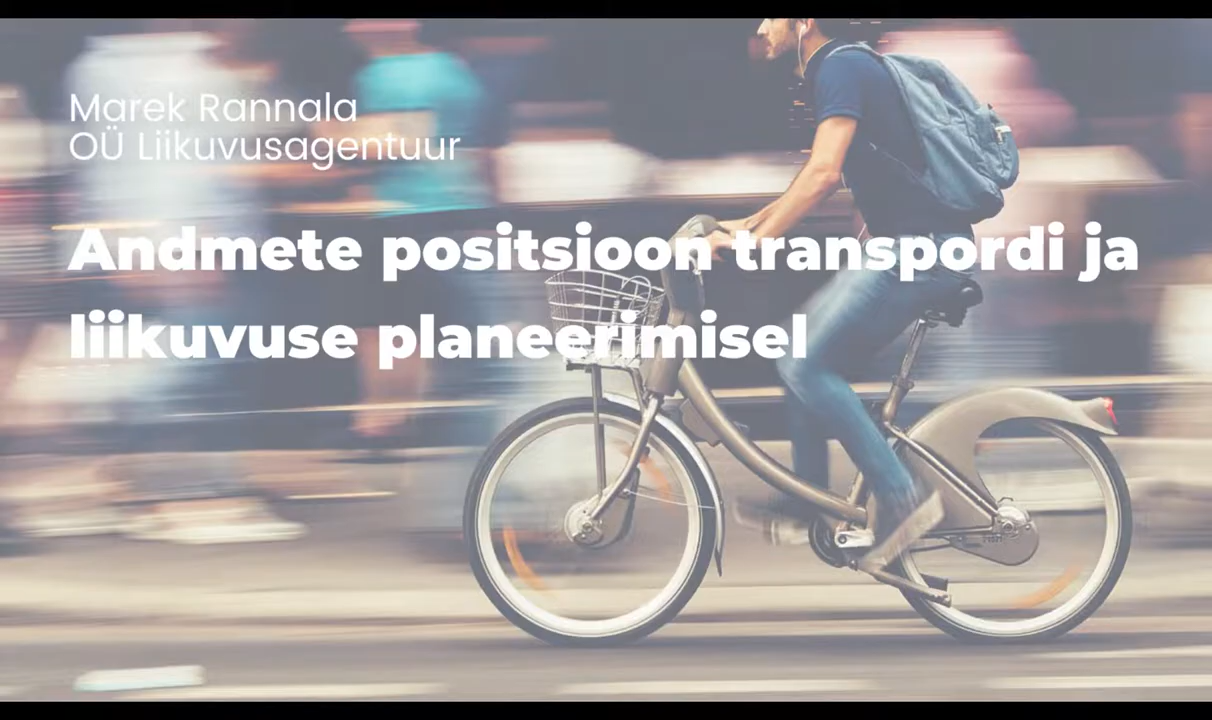 Marek Rannala
OÜ Liikuvusagentuur
Andmete positsioon transpordi ja
liikuvuse planeerimisel